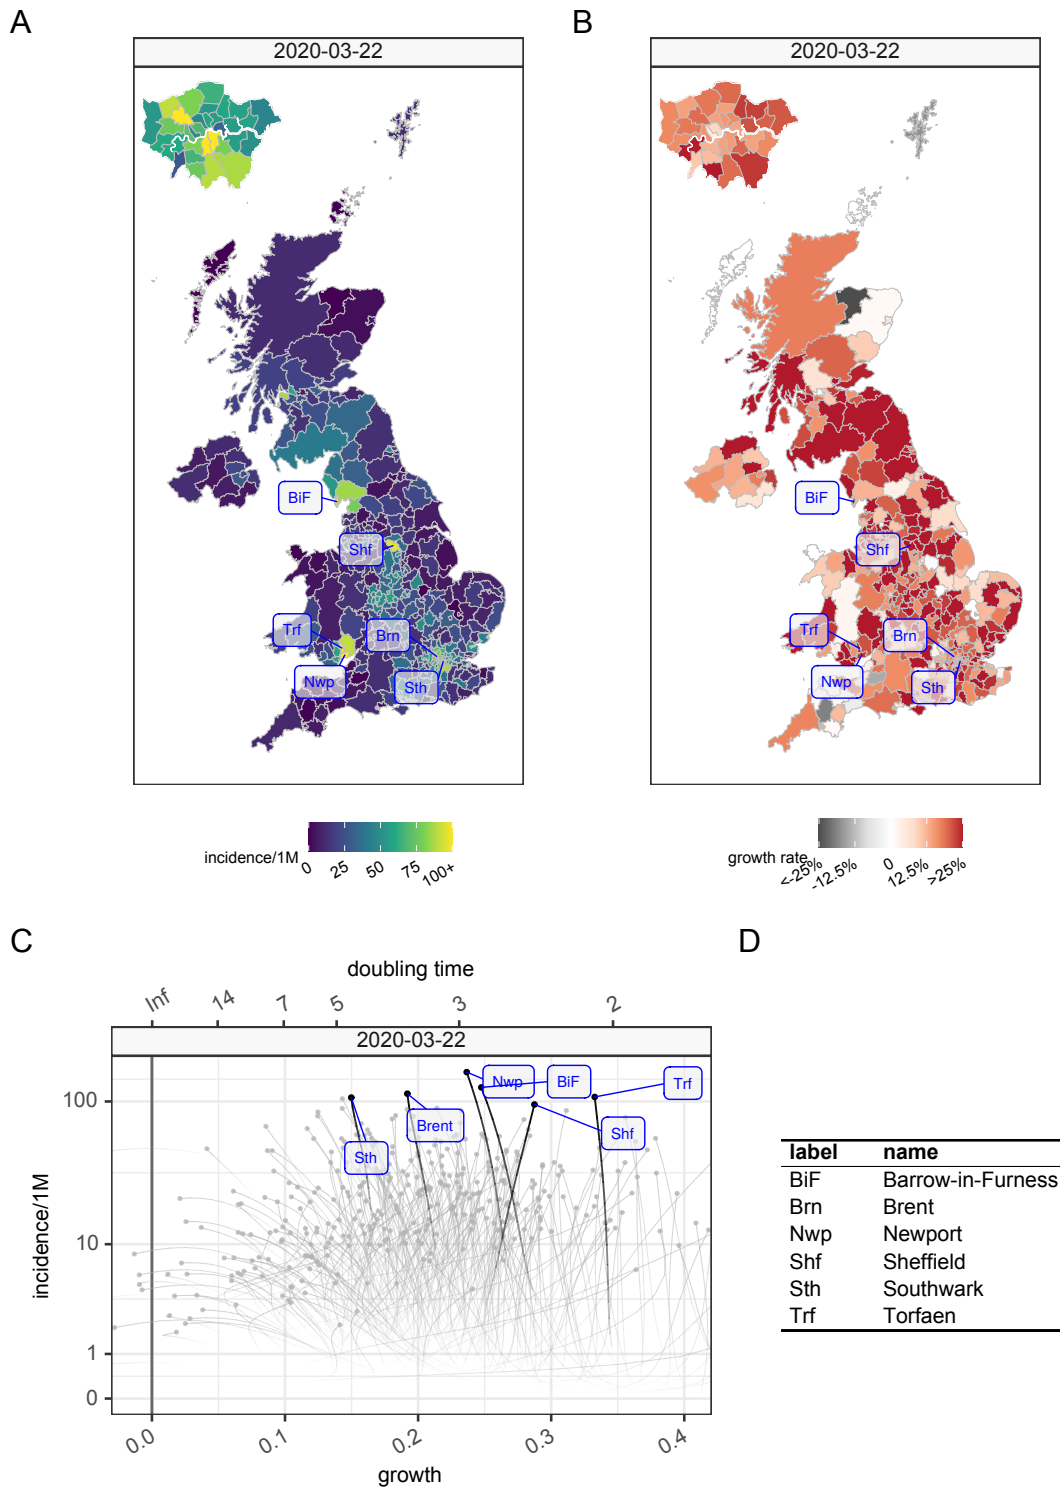 A
B
2020-03-22
2020-03-22
BiF
Shf
Trf
Brn
Nwp
Sth
BiF
Shf
Trf
Brn
Nwp
Sth
incidence/1M
0
25
50
75
100+
growth rate
<-25%
-12.5%
0
12.5%
>25%
C
D
doubling time
Inf
14
7
5
3
2
2020-03-22
Nwp
BiF
Trf
Brent
Shf
Sth
100
10
1
0
incidence/1M
0.0
0.1
0.2
0.3
0.4
growth
label name
BiF Barrow-in-Furness
Brn Brent
Nwp Newport
Shf Sheffield
Sth Southwark
Trf Torfaen